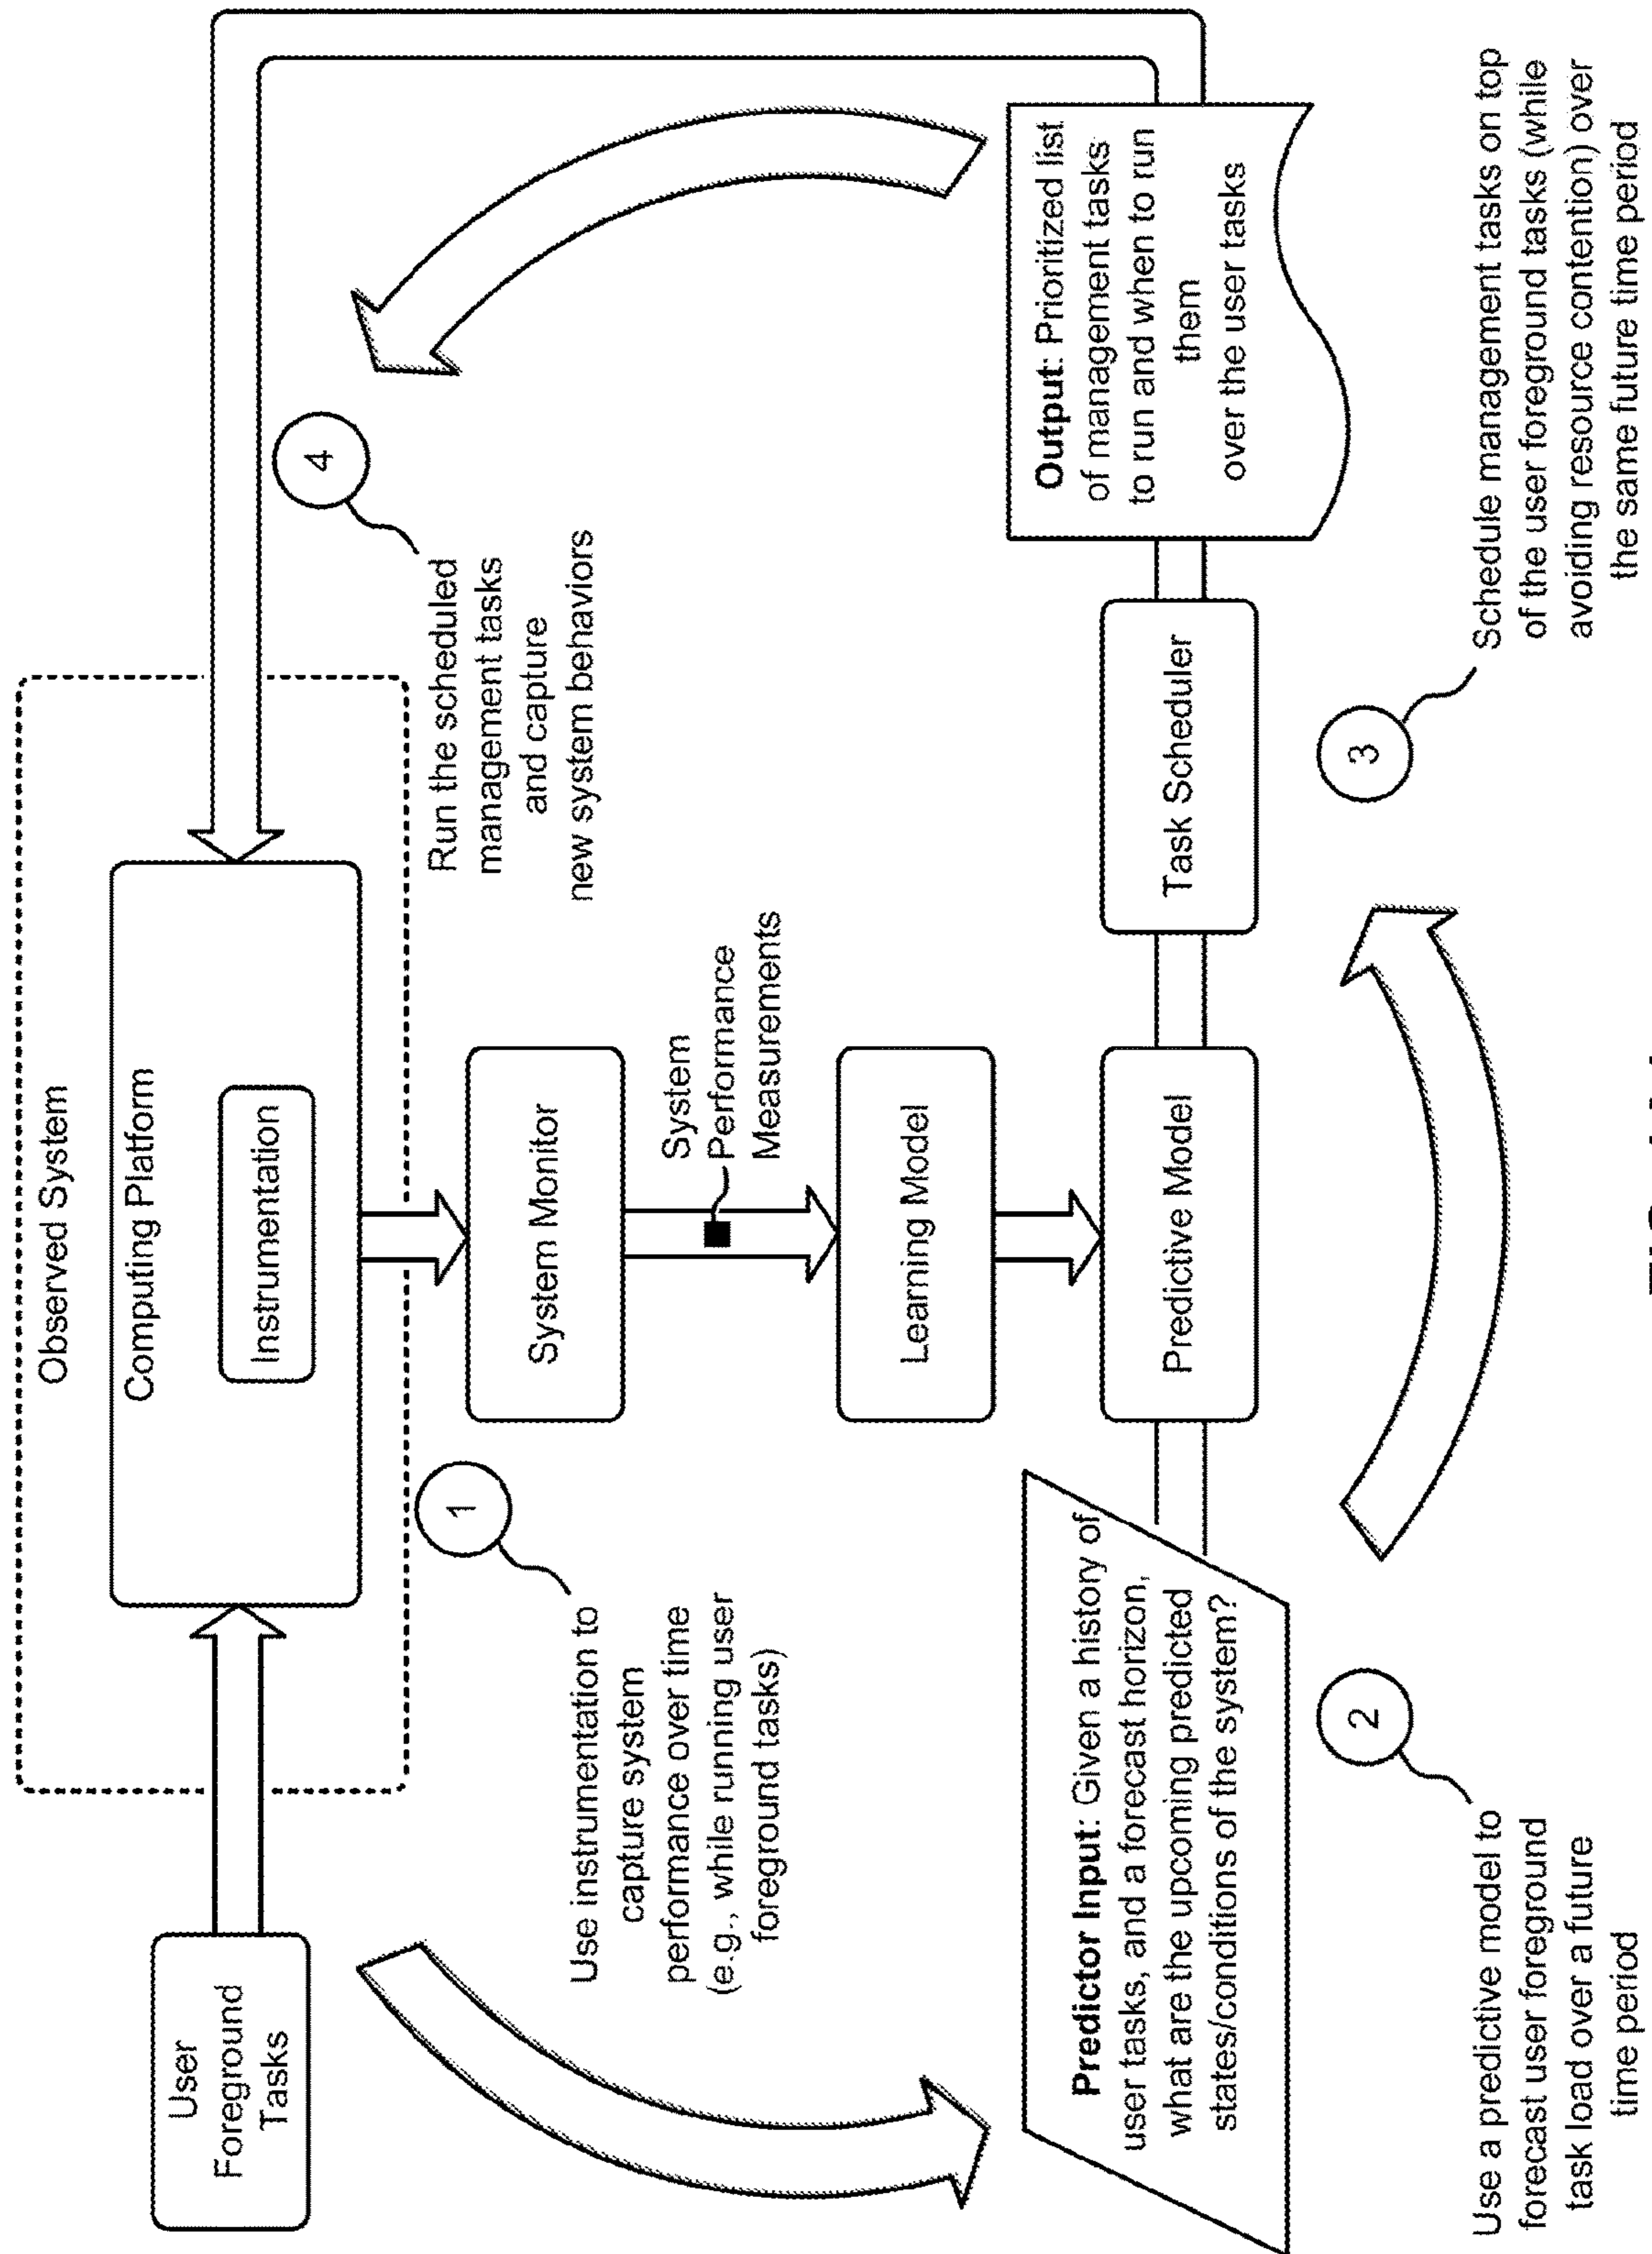 Observed System
User
Foreground
Tasks
Computing Platform
Instrumentation
1
Use instrumentation to
capture system
performance over time
(e.g., while running user
foreground tasks)
System Monitor
4
Run the scheduled
management tasks
and capture
new system behaviors
System
Performance
Measurements
Learning Model
Predictor Input: Given a history of
user tasks, and a forecast horizon,
what are the upcoming predicted
states/conditions of the system?
Predictive Model
Task Scheduler
Output: Prioritized list
of management tasks
to run and when to run
them
over the user tasks
2
Use a predictive model to
forecast user foreground
task load over a future
time period
3
Schedule management tasks on top
of the user foreground tasks (while
avoiding resource contention) over
the same future time period